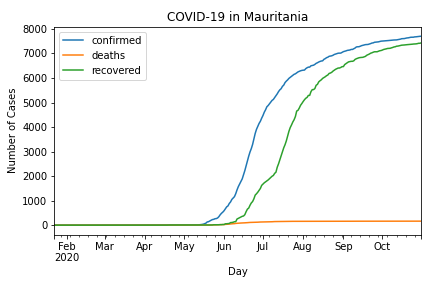 COVID-19 in Mauritania
confirmed
deaths
recovered
Number of Cases
8000
7000
6000
5000
4000
3000
2000
1000
0
Feb Mar Apr May Jun Jul Aug Sep Oct
2020
Day